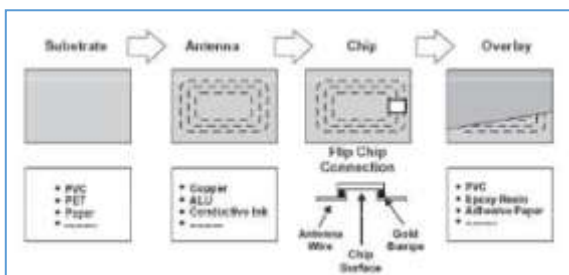 Substrate
Antenna
Chip
Overlay
Flip Chip
Connection
• PVC
• PET
• Paper
• ----------
• Copper
• ALU
• Conductive Ink
• ----------
Antenna
Wire
Chip
Surface
Gold
Bumps
• PVC
• Epoxy Resin
• Adhesive Paper
• ----------